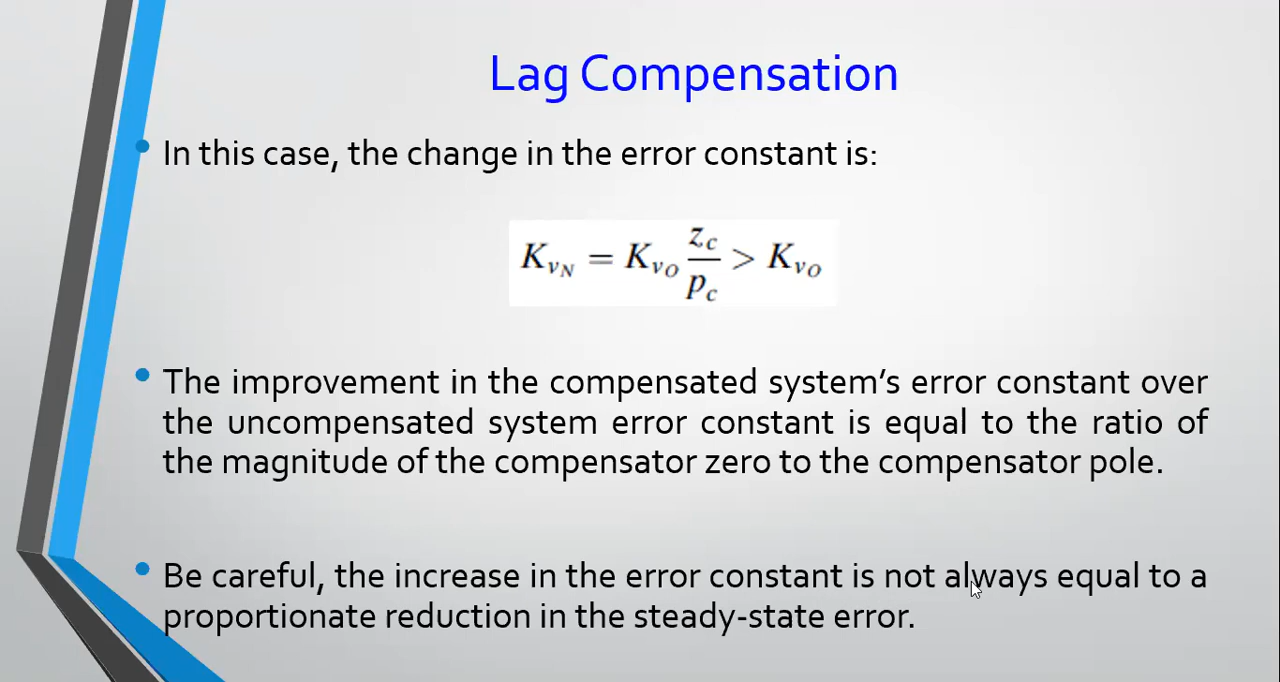 Lag Compensation
• In this case, the change in the error constant is:
K_{v_N} = K_{v_O} \frac{z_c}{p_c} > K_{v_O}
• The improvement in the compensated system’s error constant over
the uncompensated system error constant is equal to the ratio of
the magnitude of the compensator zero to the compensator pole.
• Be careful, the increase in the error constant is not always equal to a
proportionate reduction in the steady-state error.